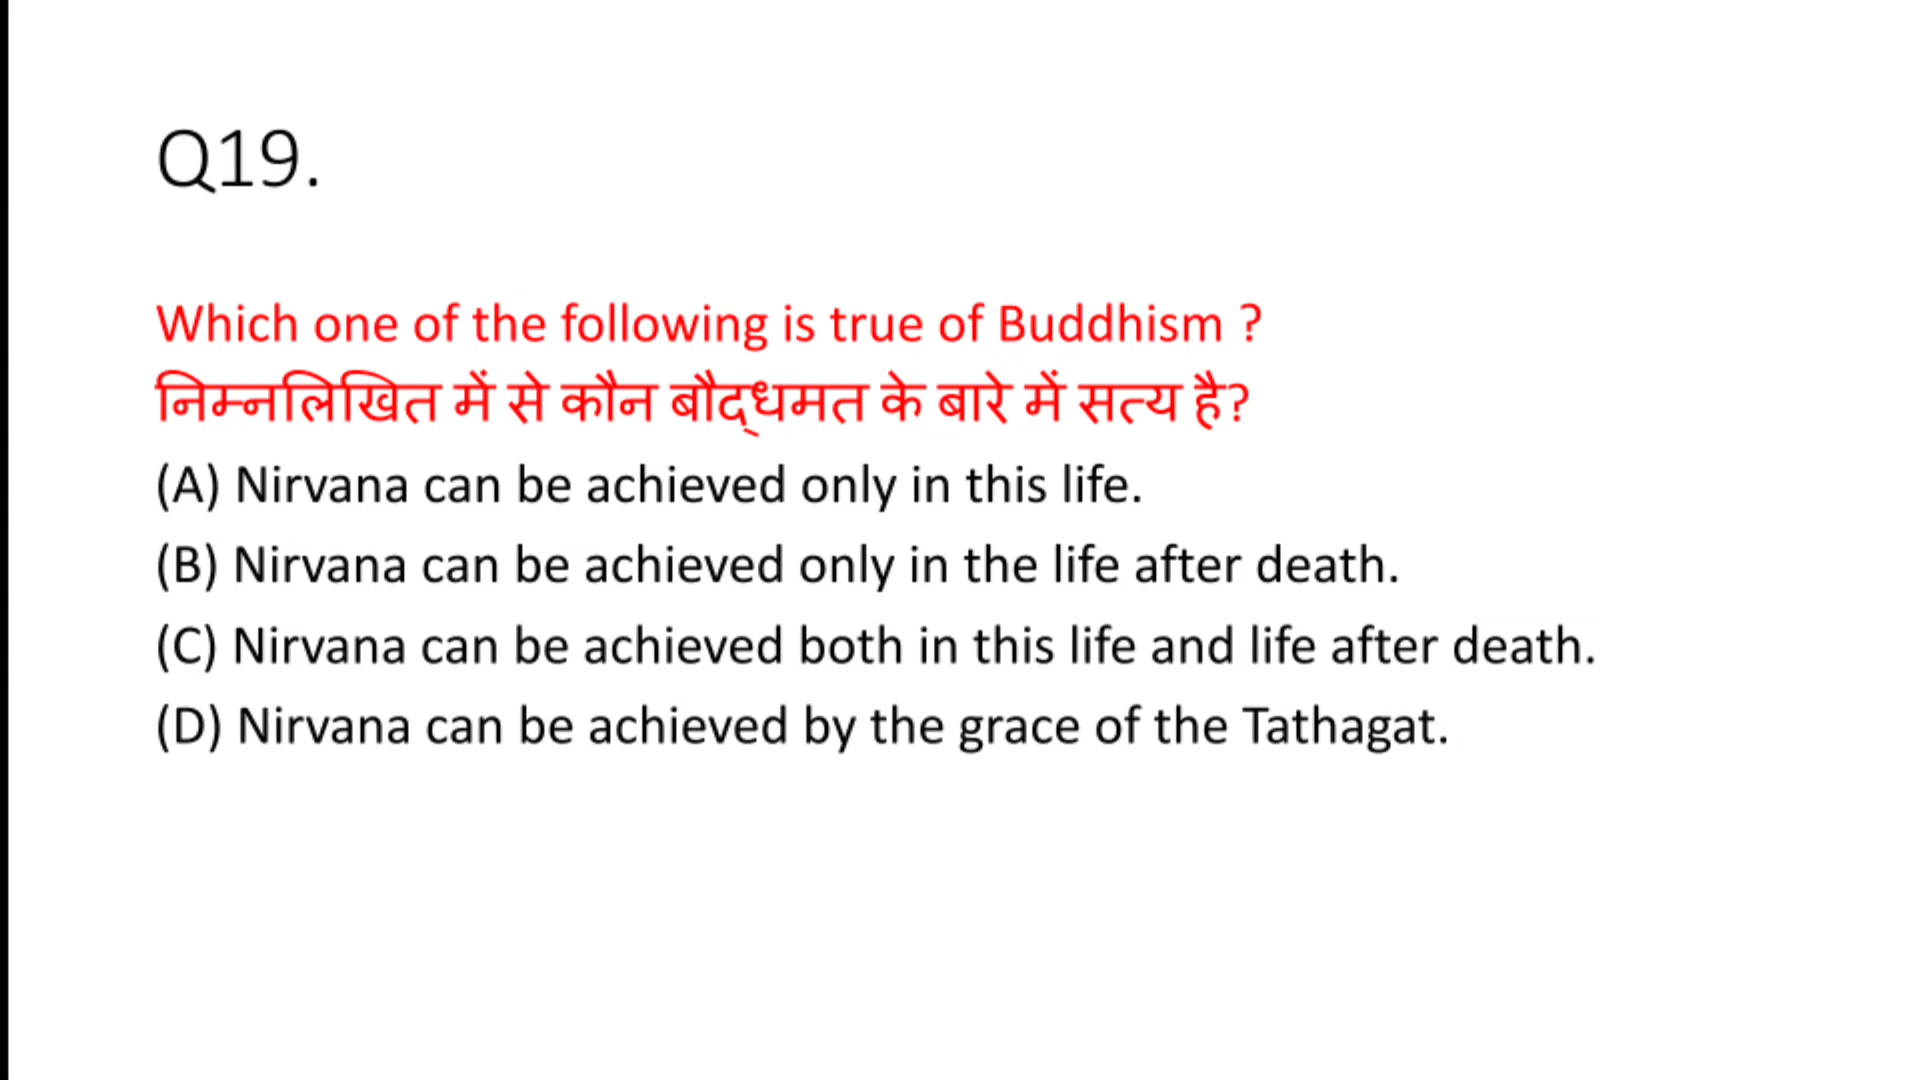 Q19.
Which one of the following is true of Buddhism ?
निम्नलिखित में से कौन बौद्‌धमत के बारे में सत्य है?
(A) Nirvana can be achieved only in this life.
(B) Nirvana can be achieved only in the life after death.
(C) Nirvana can be achieved both in this life and life after death.
(D) Nirvana can be achieved by the grace of the Tathagat.